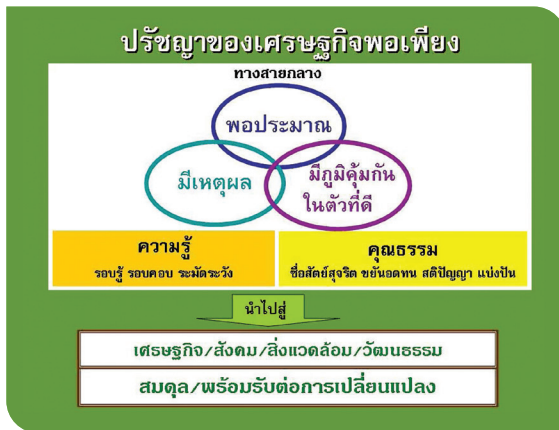 ปรัชญาของเศรษฐกิจพอเพียง
ทางสายกลาง
พอประมาณ
มีเหตุผล
มีภูมิคุ้มกัน
ในตัวที่ดี
ความรู้
รอบรู้ รอบคอบ ระมัดระวัง
คุณธรรม
ซื่อสัตย์สุจริต ขยันอดทน สติปัญญา แบ่งปัน
นำไปสู่
เศรษฐกิจ/สังคม/สิ่งแวดล้อม/วัฒนธรรม
สมดุล/พร้อมรับต่อการเปลี่ยนแปลง